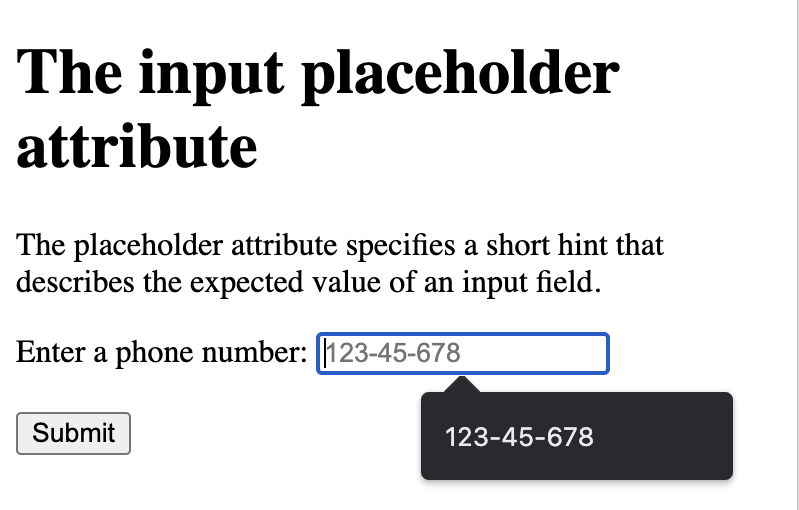 The input placeholder
attribute
The placeholder attribute specifies a short hint that
describes the expected value of an input field.
Enter a phone number: 123-45-678
123-45-678
Submit